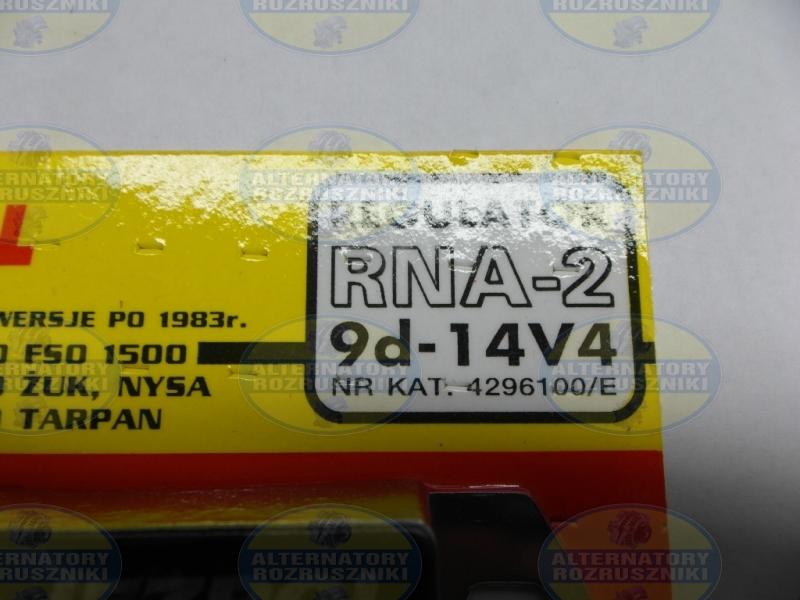 REGULATOR
RNA-2
9d-14V4
NR KAT. 4296100/E
WERSJE PO 1983r.
FSO 1500
ŻUK, NYSA
TARPAN
ALTERNATORY
ROZRUSZNIKI